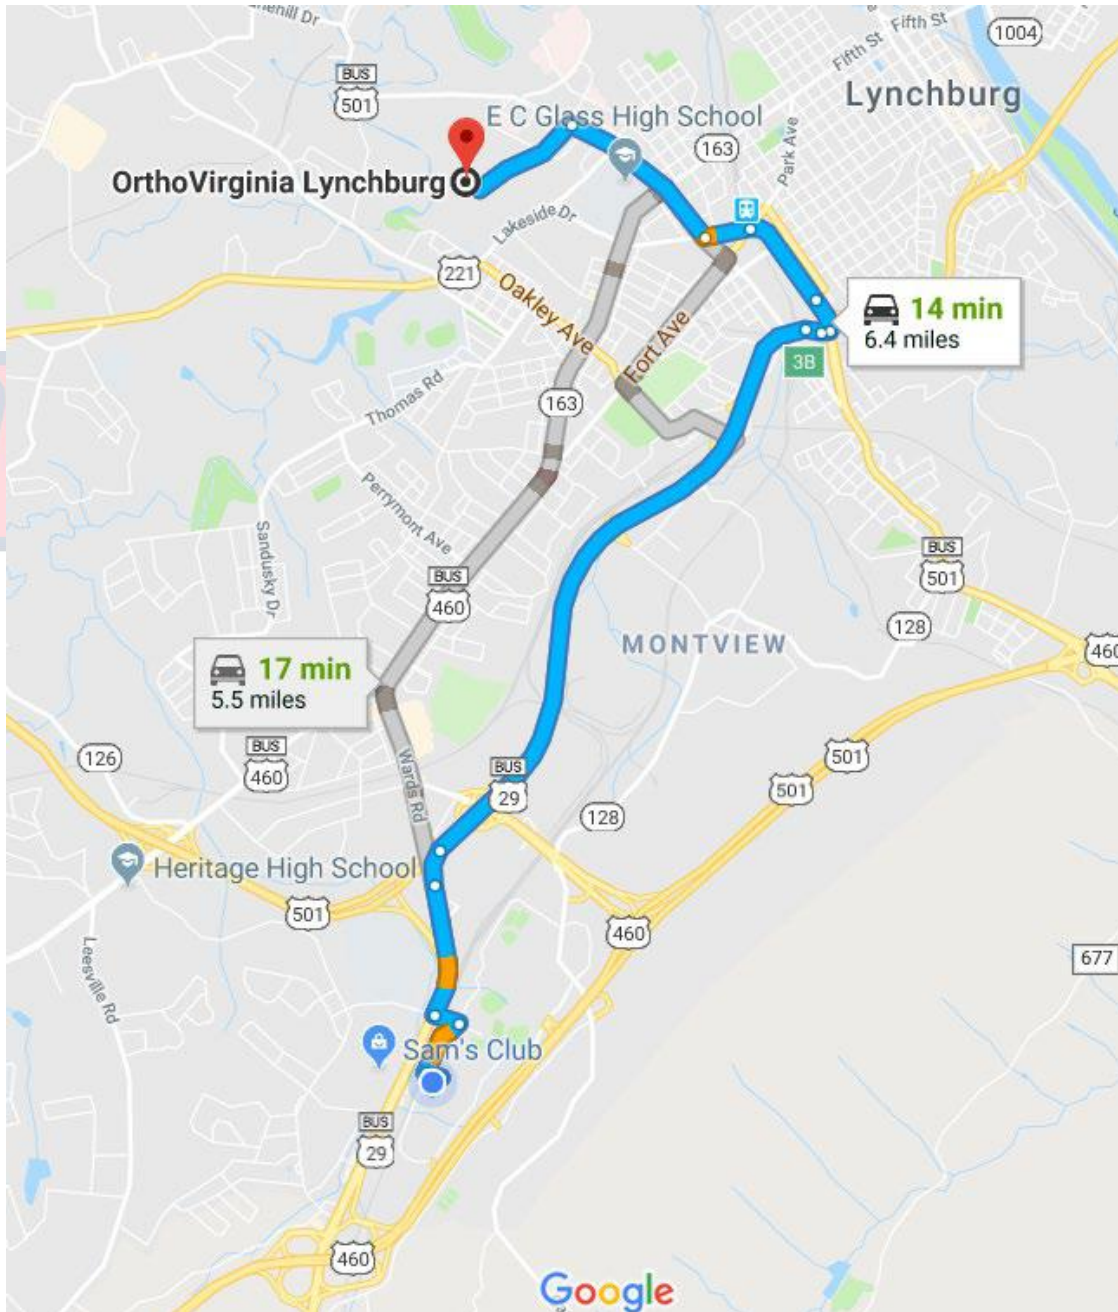 Fifth St
Fifth St
1004
BUS
501
Lynchburg
E C Glass High School
163
Park Ave
OrthoVirginia Lynchburg
Lakeside Dr
221
Oakley Ave
Fort Ave
14 min
6.4 miles
3B
Thomas Rd
163
Perrymont Ave
Sandusky Dr
BUS
501
BUS
460
128
MONTVIEW
460
17 min
5.5 miles
BUS
460
126
Wards Rd
BUS
29
501
501
128
Heritage High School
501
460
Leesville Rd
677
Sam's Club
BUS
29
460
Google